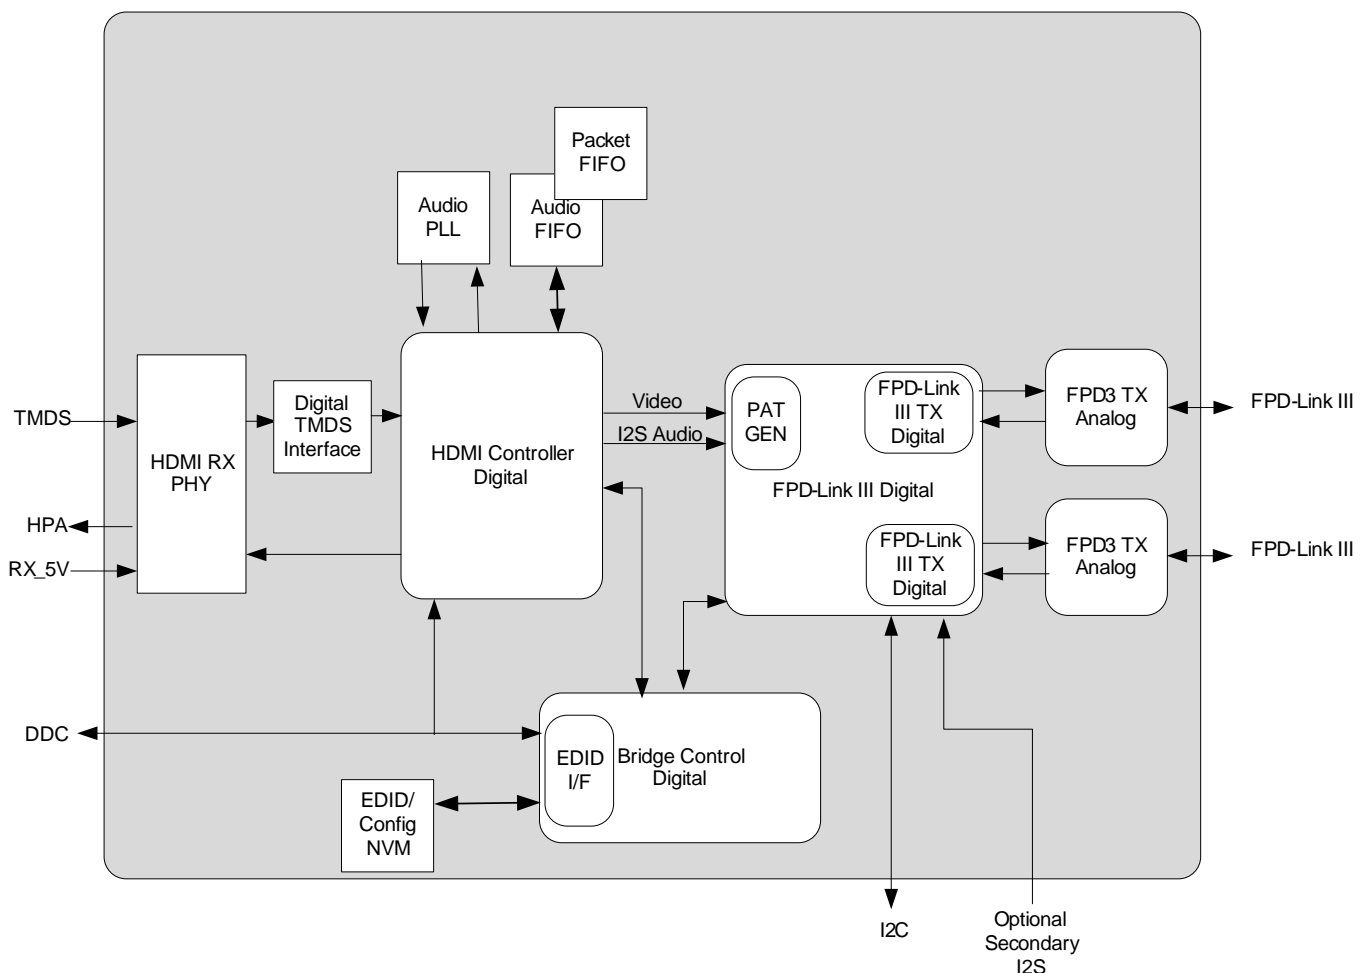 Packet
FIFO
Audio
PLL
Audio
FIFO
TMDS
HPA
RX_5V
HDMI RX
PHY
Digital
TMDS
Interface
HDMI Controller
Digital
Video
I2S Audio
PAT
GEN
FPD-Link
III TX
Digital
FPD-Link III Digital
FPD-Link
III TX
Digital
FPD3 TX
Analog
FPD-Link III
FPD3 TX
Analog
FPD-Link III
DDC
EDID
I/F
Bridge Control
Digital
EDID/
Config
NVM
I2C
Optional
Secondary
I2S